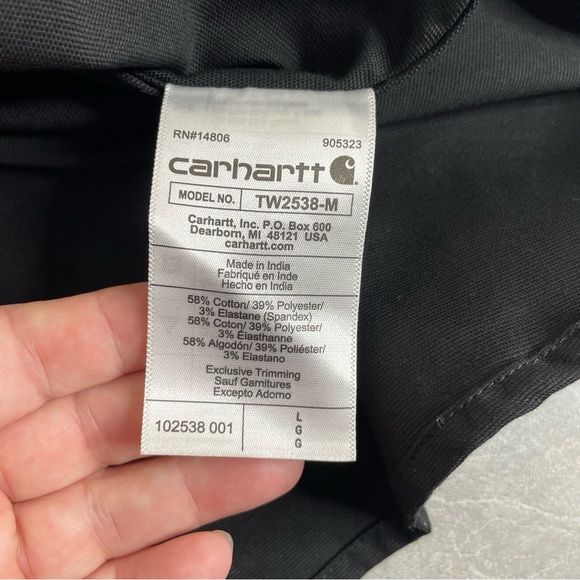 RN#14806 905323
carhartt
MODEL NO. TW2538-M
Carhartt, Inc. P.O. Box 600
Dearborn, MI 48121 USA
carhartt.com
Made in India
Fabriqué en Inde
Hecho en India
58% Cotton/ 39% Polyester/
3% Elastane (Spandex)
58% Coton/ 39% Polyester/
3% Élasthanne
58% Algodón/ 39% Poliéster/
3% Elastano
Exclusive Trimming
Sauf Garnitures
Excepto Adorno
102538 001
L
G
G